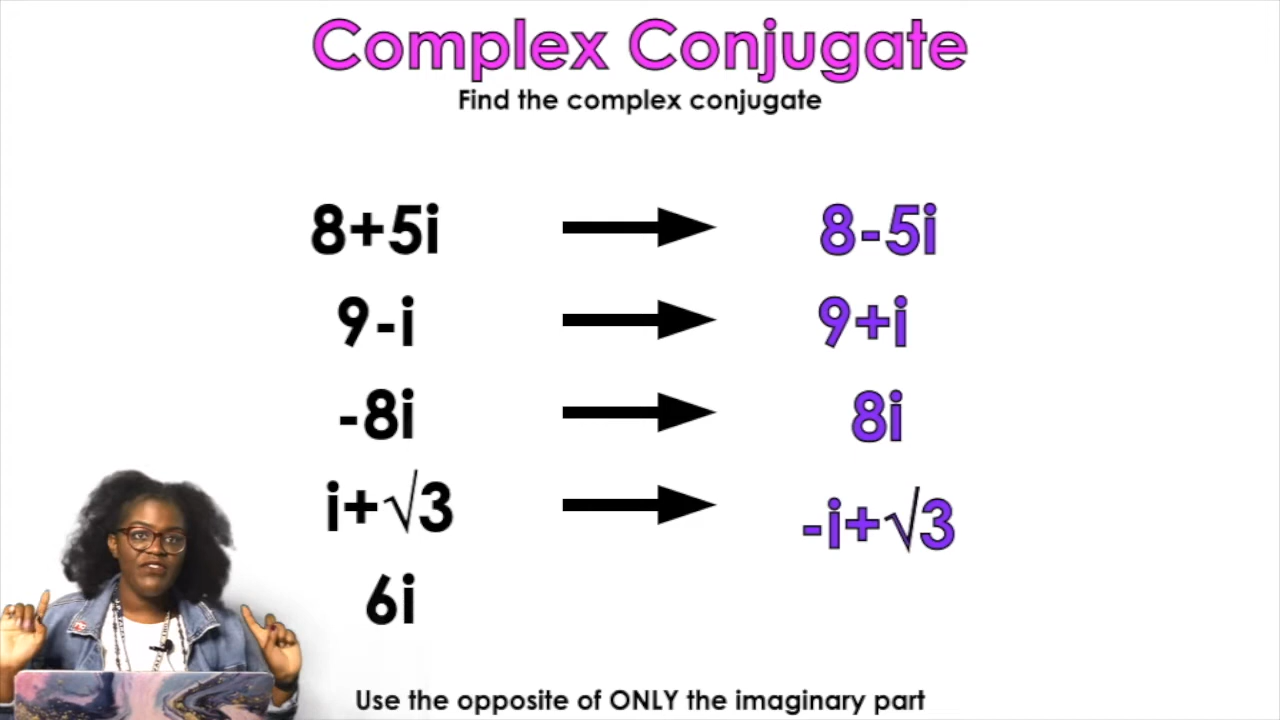 Complex Conjugate
Find the complex conjugate
8+5i → 8-5i
9-i → 9+i
-8i → 8i
i+√3 → -i+√3
6i
Use the opposite of ONLY the imaginary part